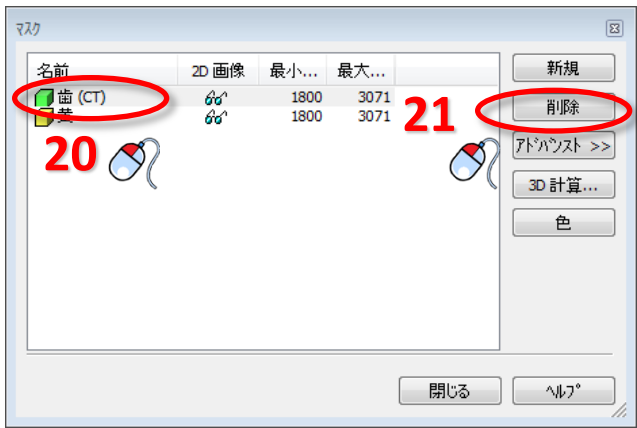 ﾏｽｸ
名前 2D 画像 最小... 最大...
歯 (CT) 1800 3071
黄 1800 3071
20
21
新規
削除
ｱﾄﾞﾊﾞﾝｽﾄ >>
3D 計算...
色
閉じる
ﾍﾙﾌﾟ